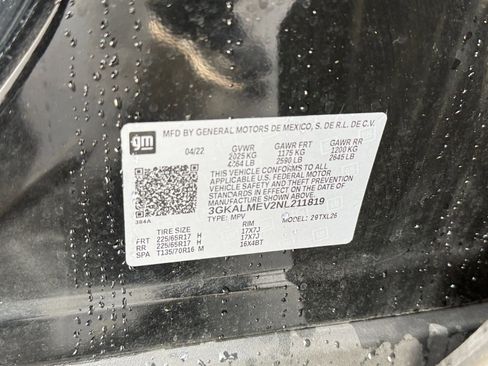 gm
MFD BY GENERAL MOTORS DE MEXICO, S. DE R.L. DE C.V.
04/22 GVWR GAWR FRT GAWR RR
2025 KG 1175 KG 1200 KG
4464 LB 2590 LB 2645 LB
THIS VEHICLE CONFORMS TO ALL
APPLICABLE U.S. FEDERAL MOTOR
VEHICLE SAFETY AND THEFT
PREVENTION STANDARDS IN EFFECT
ON THE DATE OF MANUFACTURE
SHOWN ABOVE.
3GKALMEV2NL211819
384A TYPE: MPV MODEL: 29TXL26
TIRE SIZE RIM
FRT 225/65R17 H 17X7J
RR 225/65R17 H 17X7J
SPA T135/70R16 M 16X4BT